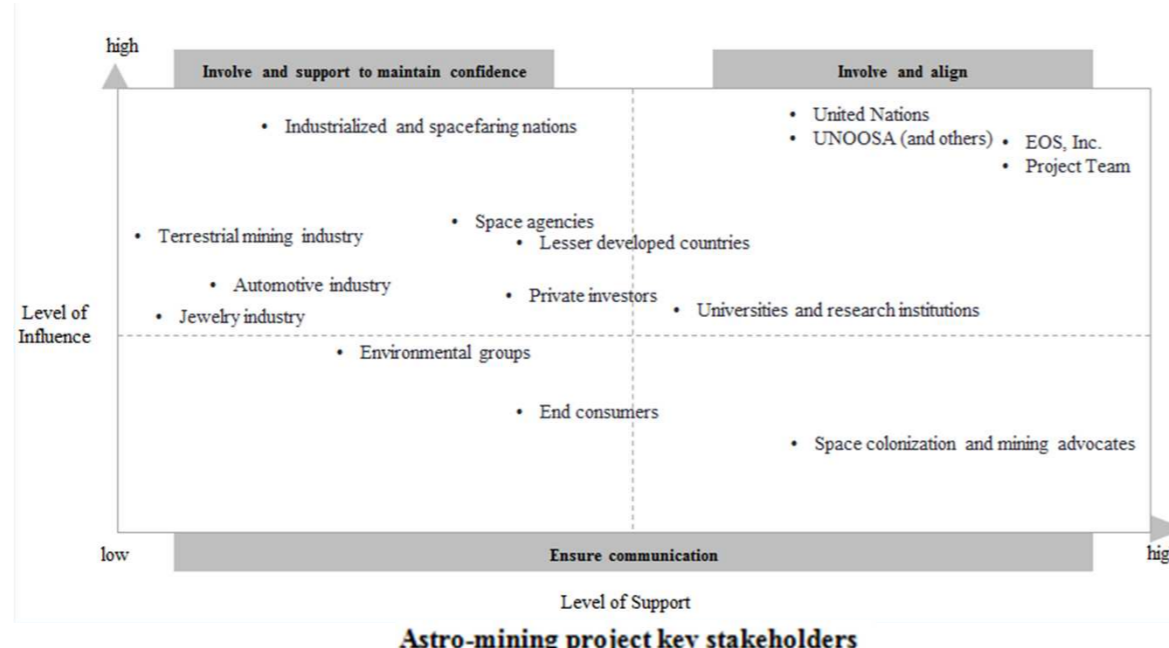 high
Involve and support to maintain confidence
Involve and align
• Industrialized and spacefaring nations
• United Nations
• UNOOSA (and others)
• EOS, Inc.
• Project Team
• Space agencies
• Terrestrial mining industry
• Lesser developed countries
• Automotive industry
• Private investors
• Jewelry industry
• Universities and research institutions
Level of
Influence
• Environmental groups
• End consumers
• Space colonization and mining advocates
low
Ensure communication
hig
Level of Support
Astro-mining project key stakeholders